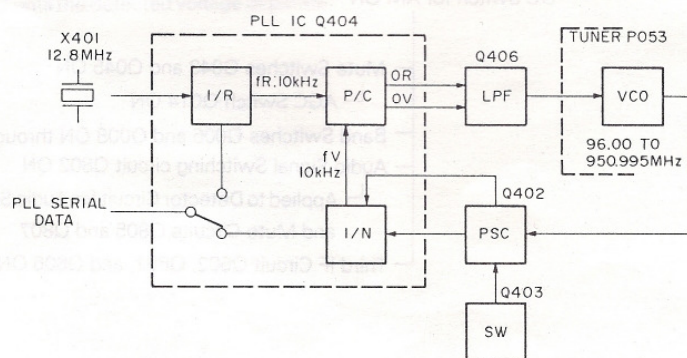 PLL IC Q404
X401
12.8MHz
I/R
fR.10kHz
P/C
OR
OV
Q406
LPF
TUNER P053
VCO
96.00 TO
950.995MHz
fV
10kHz
PLL SERIAL
DATA
I/N
Q402
PSC
Q403
SW